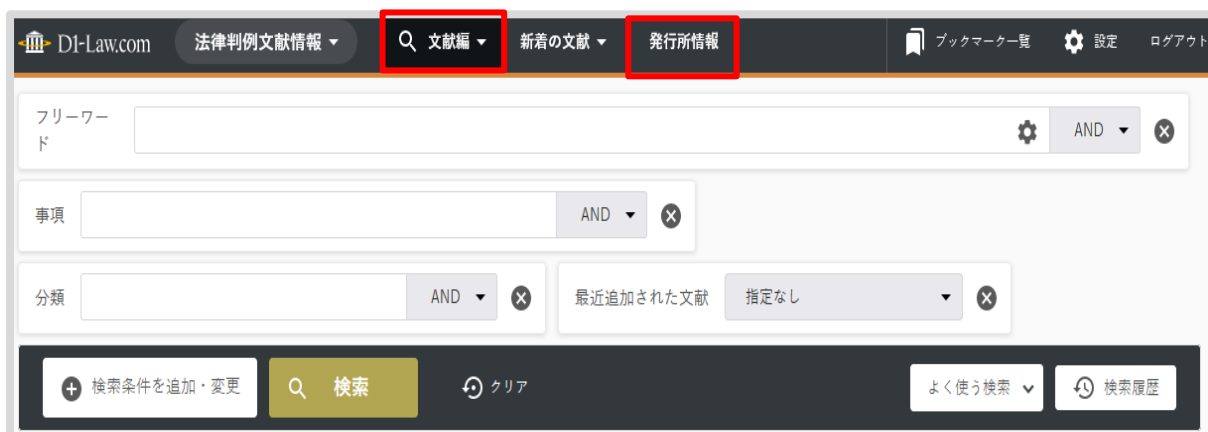 D1-Law.com 法律判例文献情報 文献編 新着の文献 発行所情報 ブックマーク一覧 設定 ログアウト
フリーワー
ド
AND
事項 AND
分類 AND 最近追加された文献 指定なし
検索条件を追加・変更 検索 クリア よく使う検索 検索履歴